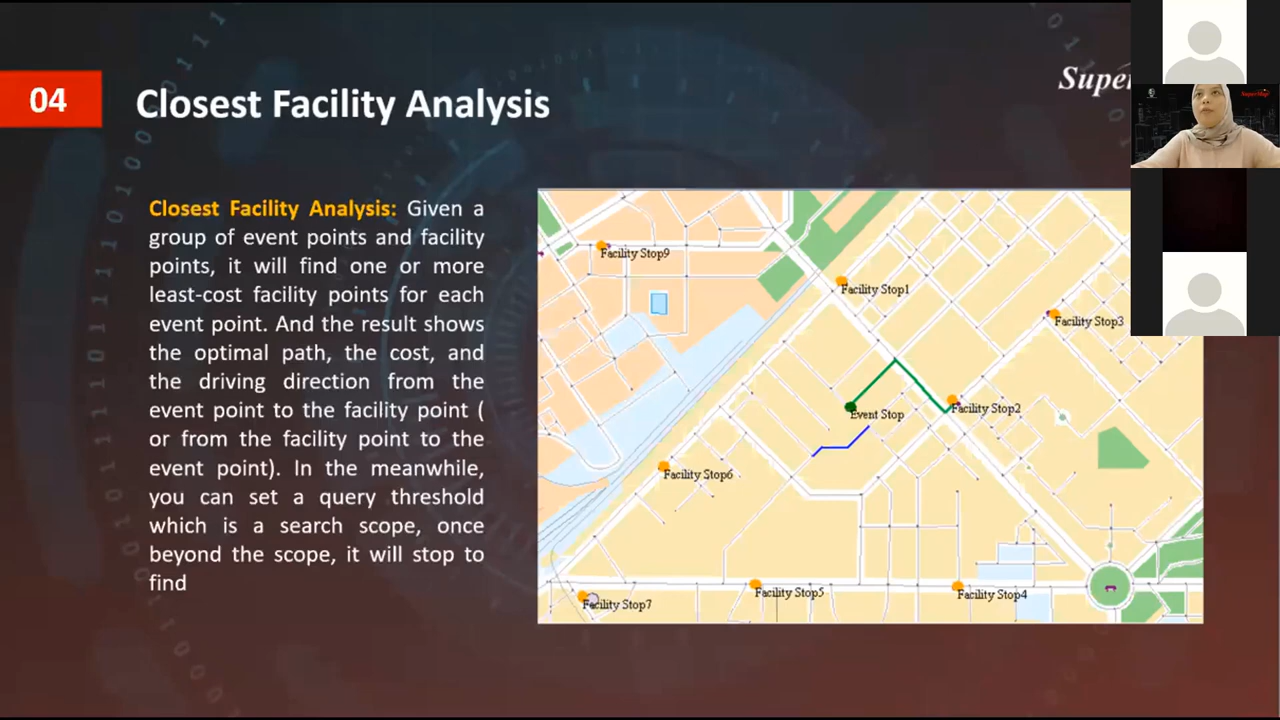 04
Closest Facility Analysis
Super
SuperMap
Closest Facility Analysis: Given a
group of event points and facility
points, it will find one or more
least-cost facility points for each
event point. And the result shows
the optimal path, the cost, and
the driving direction from the
event point to the facility point (
or from the facility point to the
event point). In the meanwhile,
you can set a query threshold
which is a search scope, once
beyond the scope, it will stop to
find
Facility Stop9
Facility Stop1
Facility Stop3
Event Stop
Facility Stop2
Facility Stop6
Facility Stop5
Facility Stop4
Facility Stop7